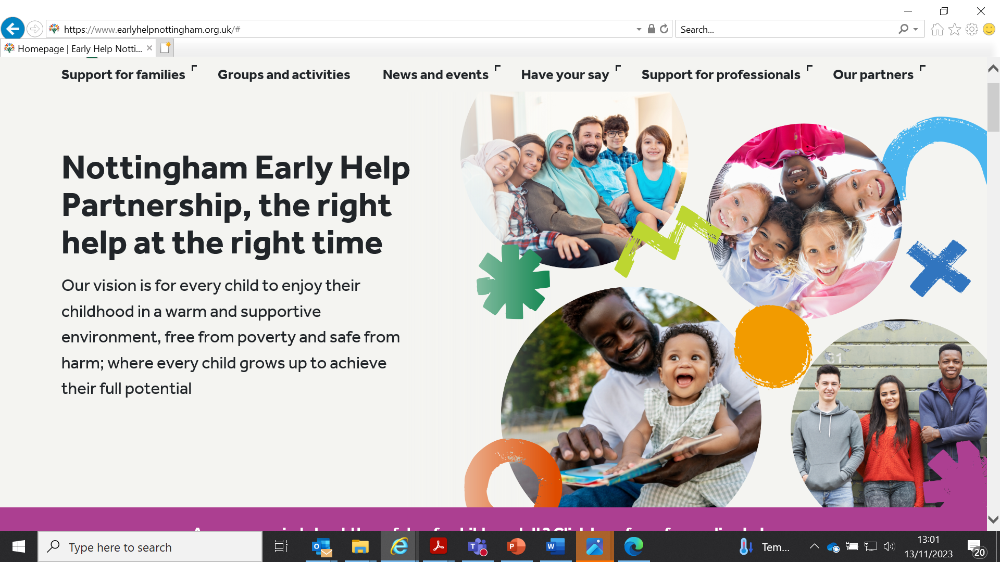 https://www.earlyhelpnottingham.org.uk/#
Search...
Homepage | Early Help Notti...
Support for families
Groups and activities
News and events
Have your say
Support for professionals
Our partners
Nottingham Early Help
Partnership, the right
help at the right time
Our vision is for every child to enjoy their
childhood in a warm and supportive
environment, free from poverty and safe from
harm; where every child grows up to achieve
their full potential
Type here to search
Tem...
13:01
13/11/2023
20